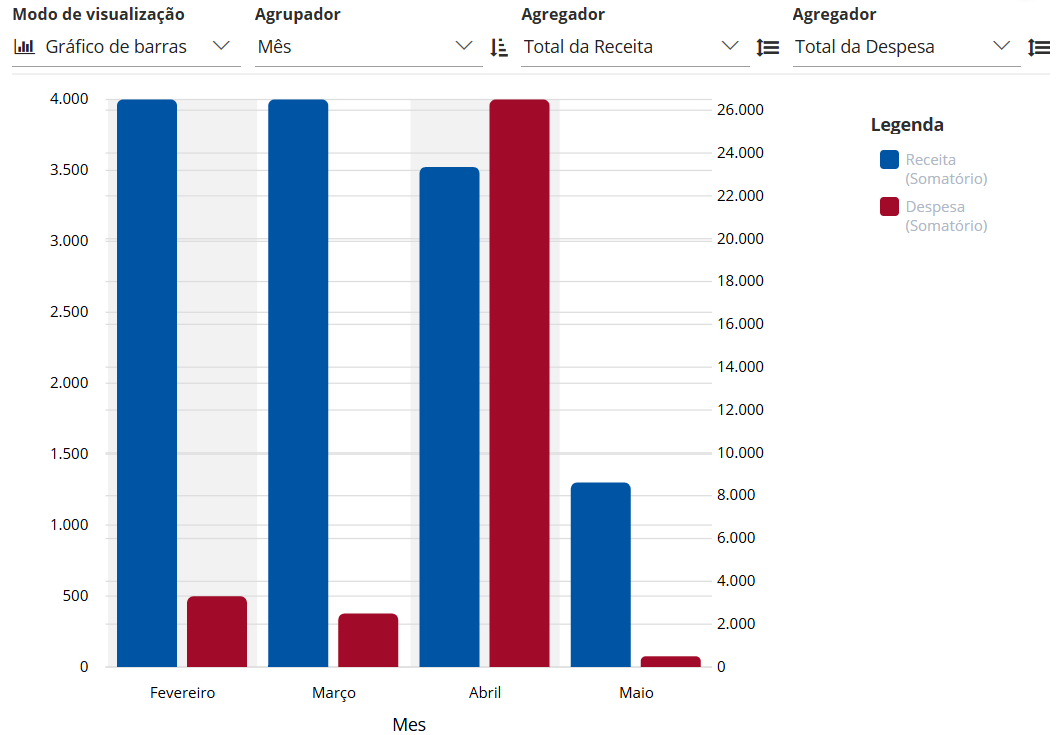 Modo de visualização
Agrupador
Agregador
Agregador
Gráfico de barras
Mês
Total da Receita
Total da Despesa
4.000
3.500
3.000
2.500
2.000
1.500
1.000
500
0
26.000
24.000
22.000
20.000
18.000
16.000
14.000
12.000
10.000
8.000
6.000
4.000
2.000
0
Fevereiro
Março
Abril
Maio
Mes
Legenda
Receita
(Somatório)
Despesa
(Somatório)